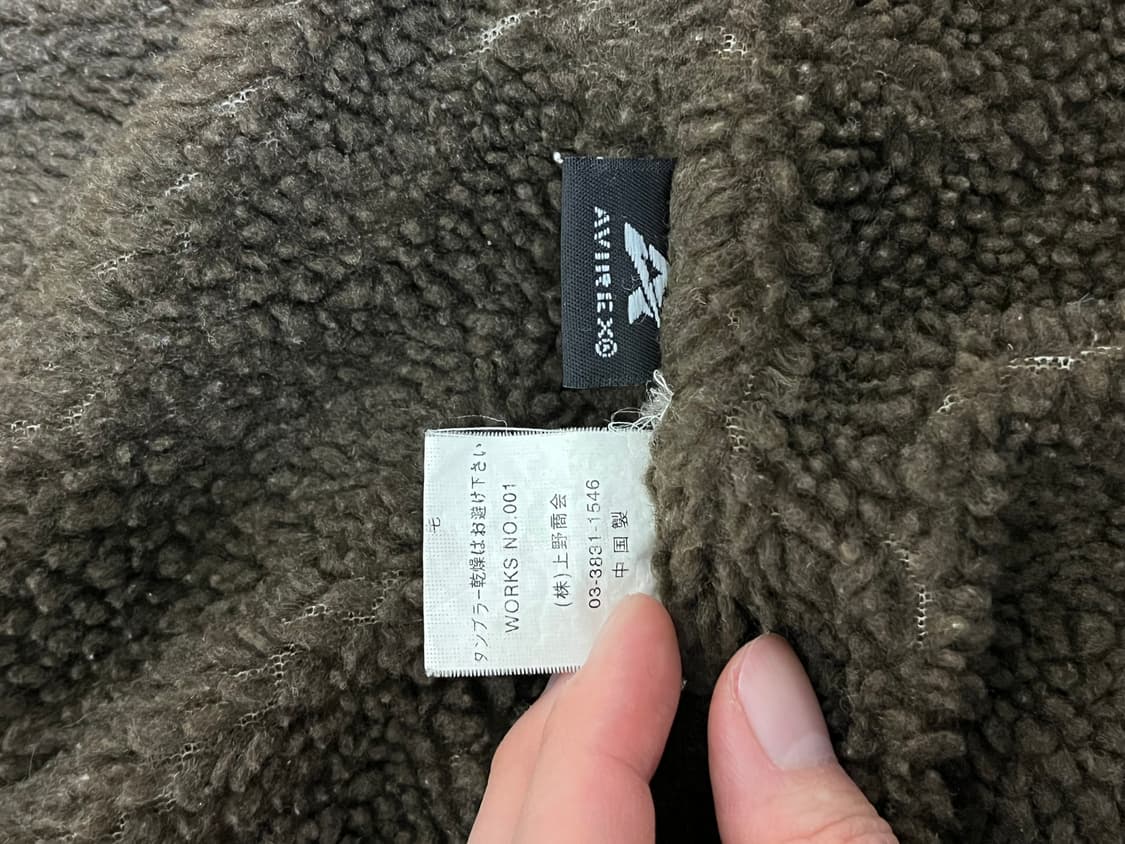 AVIREX®
タンブラー乾燥はお避け下さい
WORKS NO.001
(株)上野商会
03-3831-1546
中国製